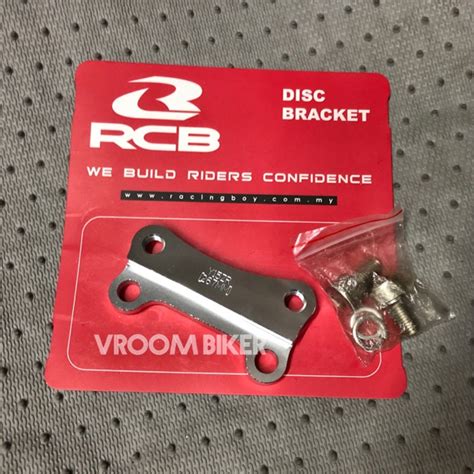 DISC
BRACKET
RCB
WE BUILD RIDERS CONFIDENCE
www.racingboy.com.my
VROOM BIKER